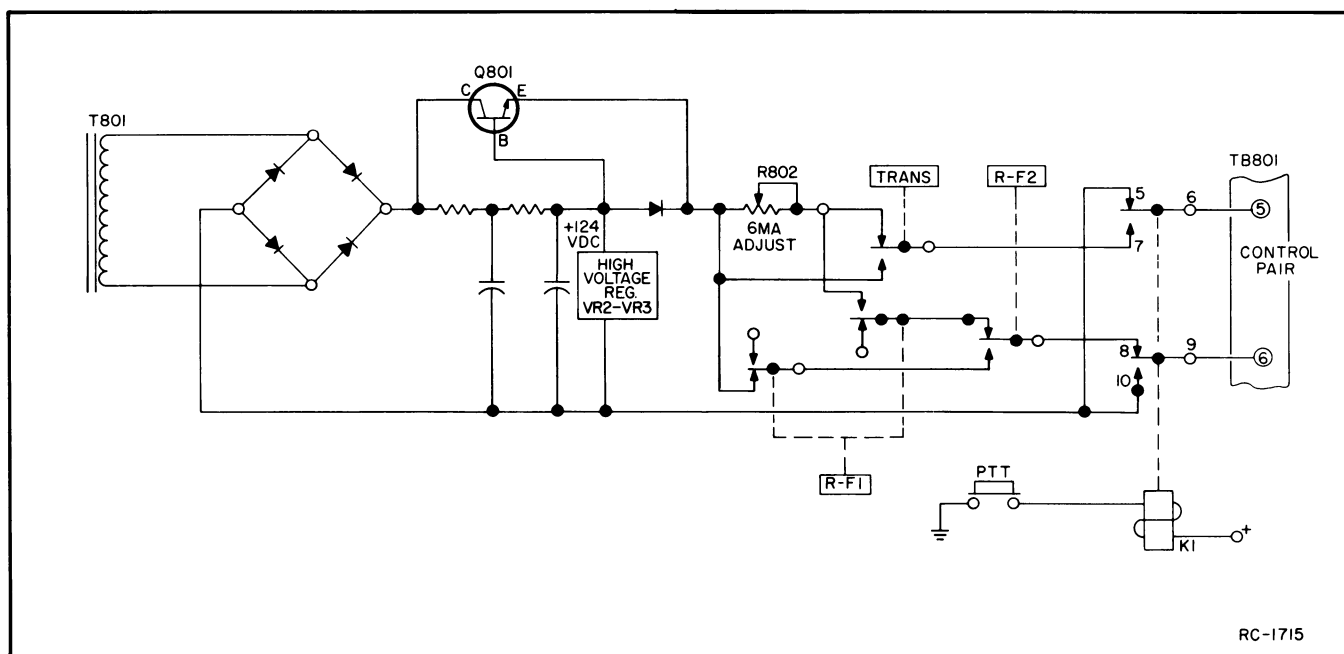 Q801
C E
B
T801
+124
VDC
HIGH
VOLTAGE
REG.
VR2-VR3
R802
6MA
ADJUST
TRANS
R-F2
R-F1
5
6
7
8
9
10
TB801
5
CONTROL
PAIR
6
PTT
K1
+
RC-1715